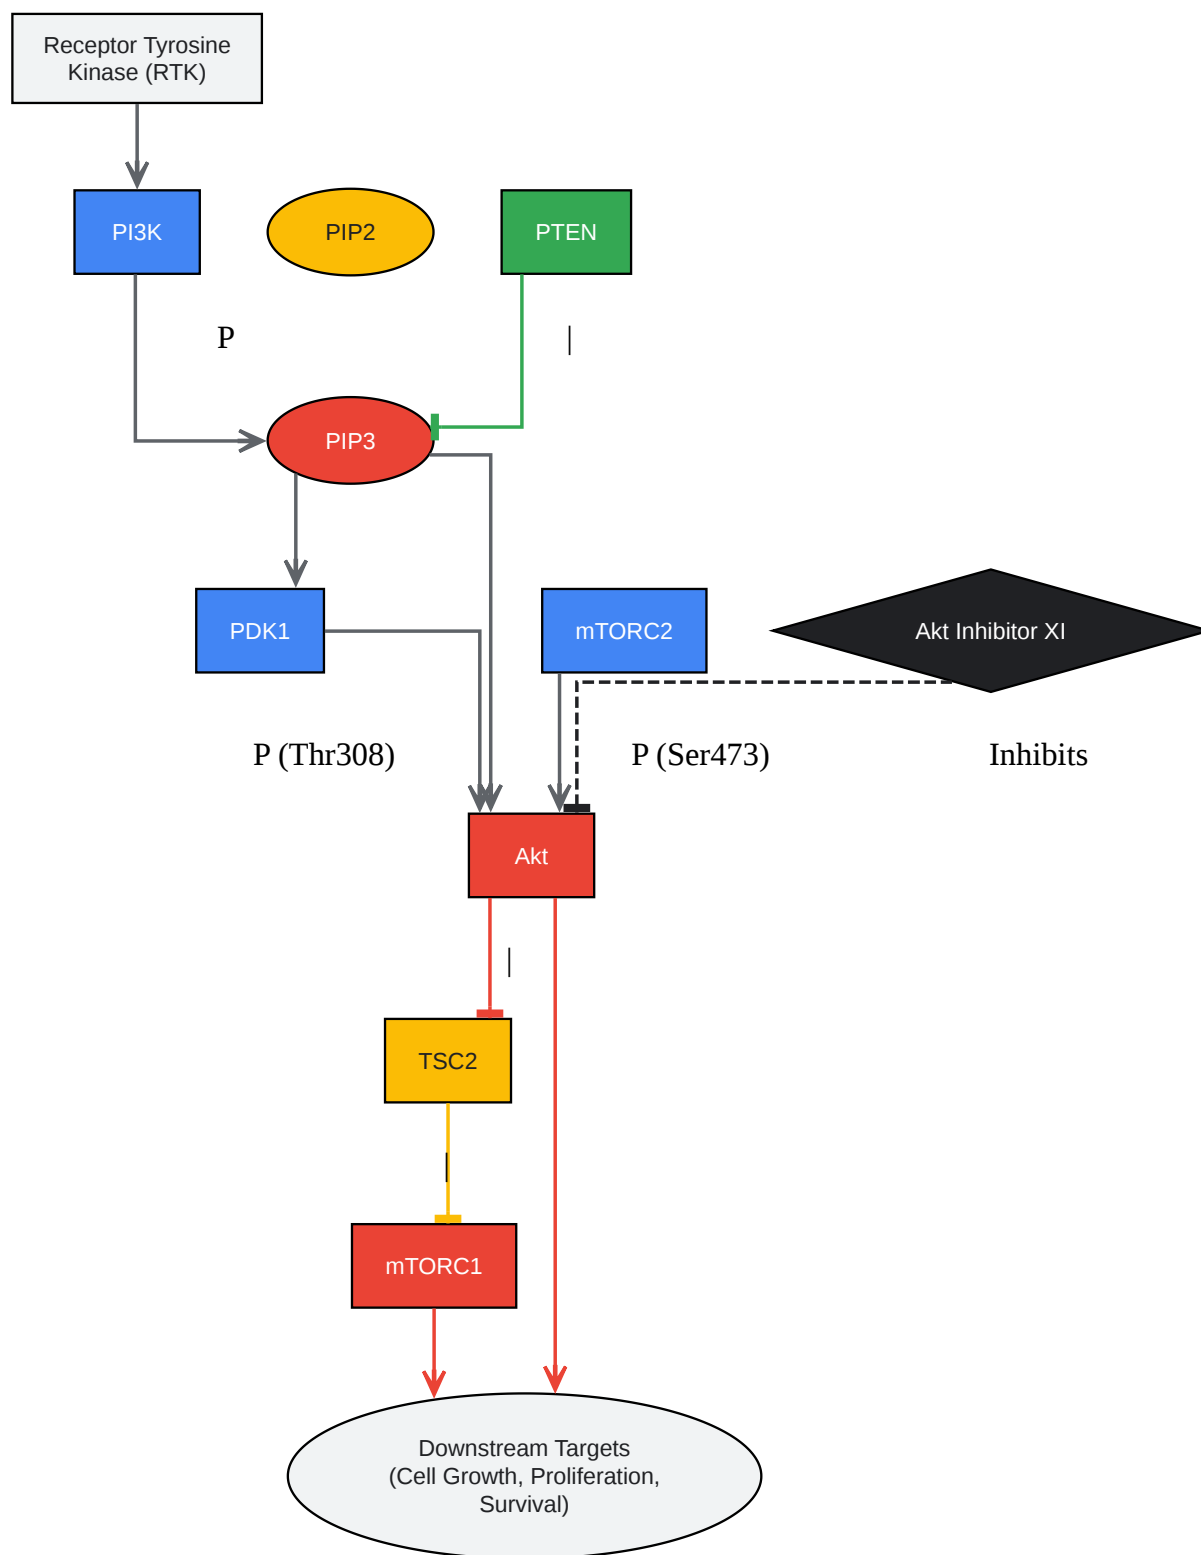 Receptor Tyrosine
Kinase (RTK)
PI3K
PIP2
PTEN
P
|
PIP3
PDK1
mTORC2
Akt Inhibitor XI
P (Thr308)
P (Ser473)
Inhibits
Akt
|
TSC2
|
mTORC1
Downstream Targets
(Cell Growth, Proliferation,
Survival)